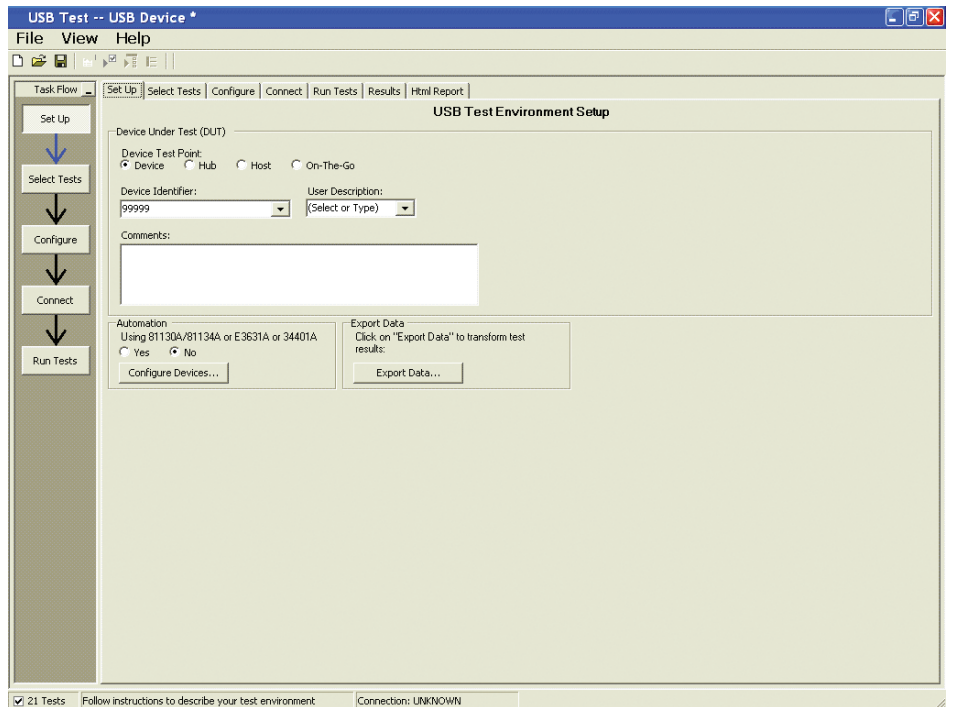 USB Test -- USB Device *
File View Help
Task Flow
Set Up
Select Tests
Configure
Connect
Run Tests
Set Up Select Tests Configure Connect Run Tests Results Html Report
USB Test Environment Setup
Device Under Test (DUT)
Device Test Point:
Device Hub Host On-The-Go
Device Identifier: User Description:
99999 (Select or Type)
Comments:
Automation
Using 81130A/81134A or E3631A or 34401A
Yes No
Configure Devices...
Export Data
Click on "Export Data" to transform test
results:
Export Data...
21 Tests Follow instructions to describe your test environment Connection: UNKNOWN